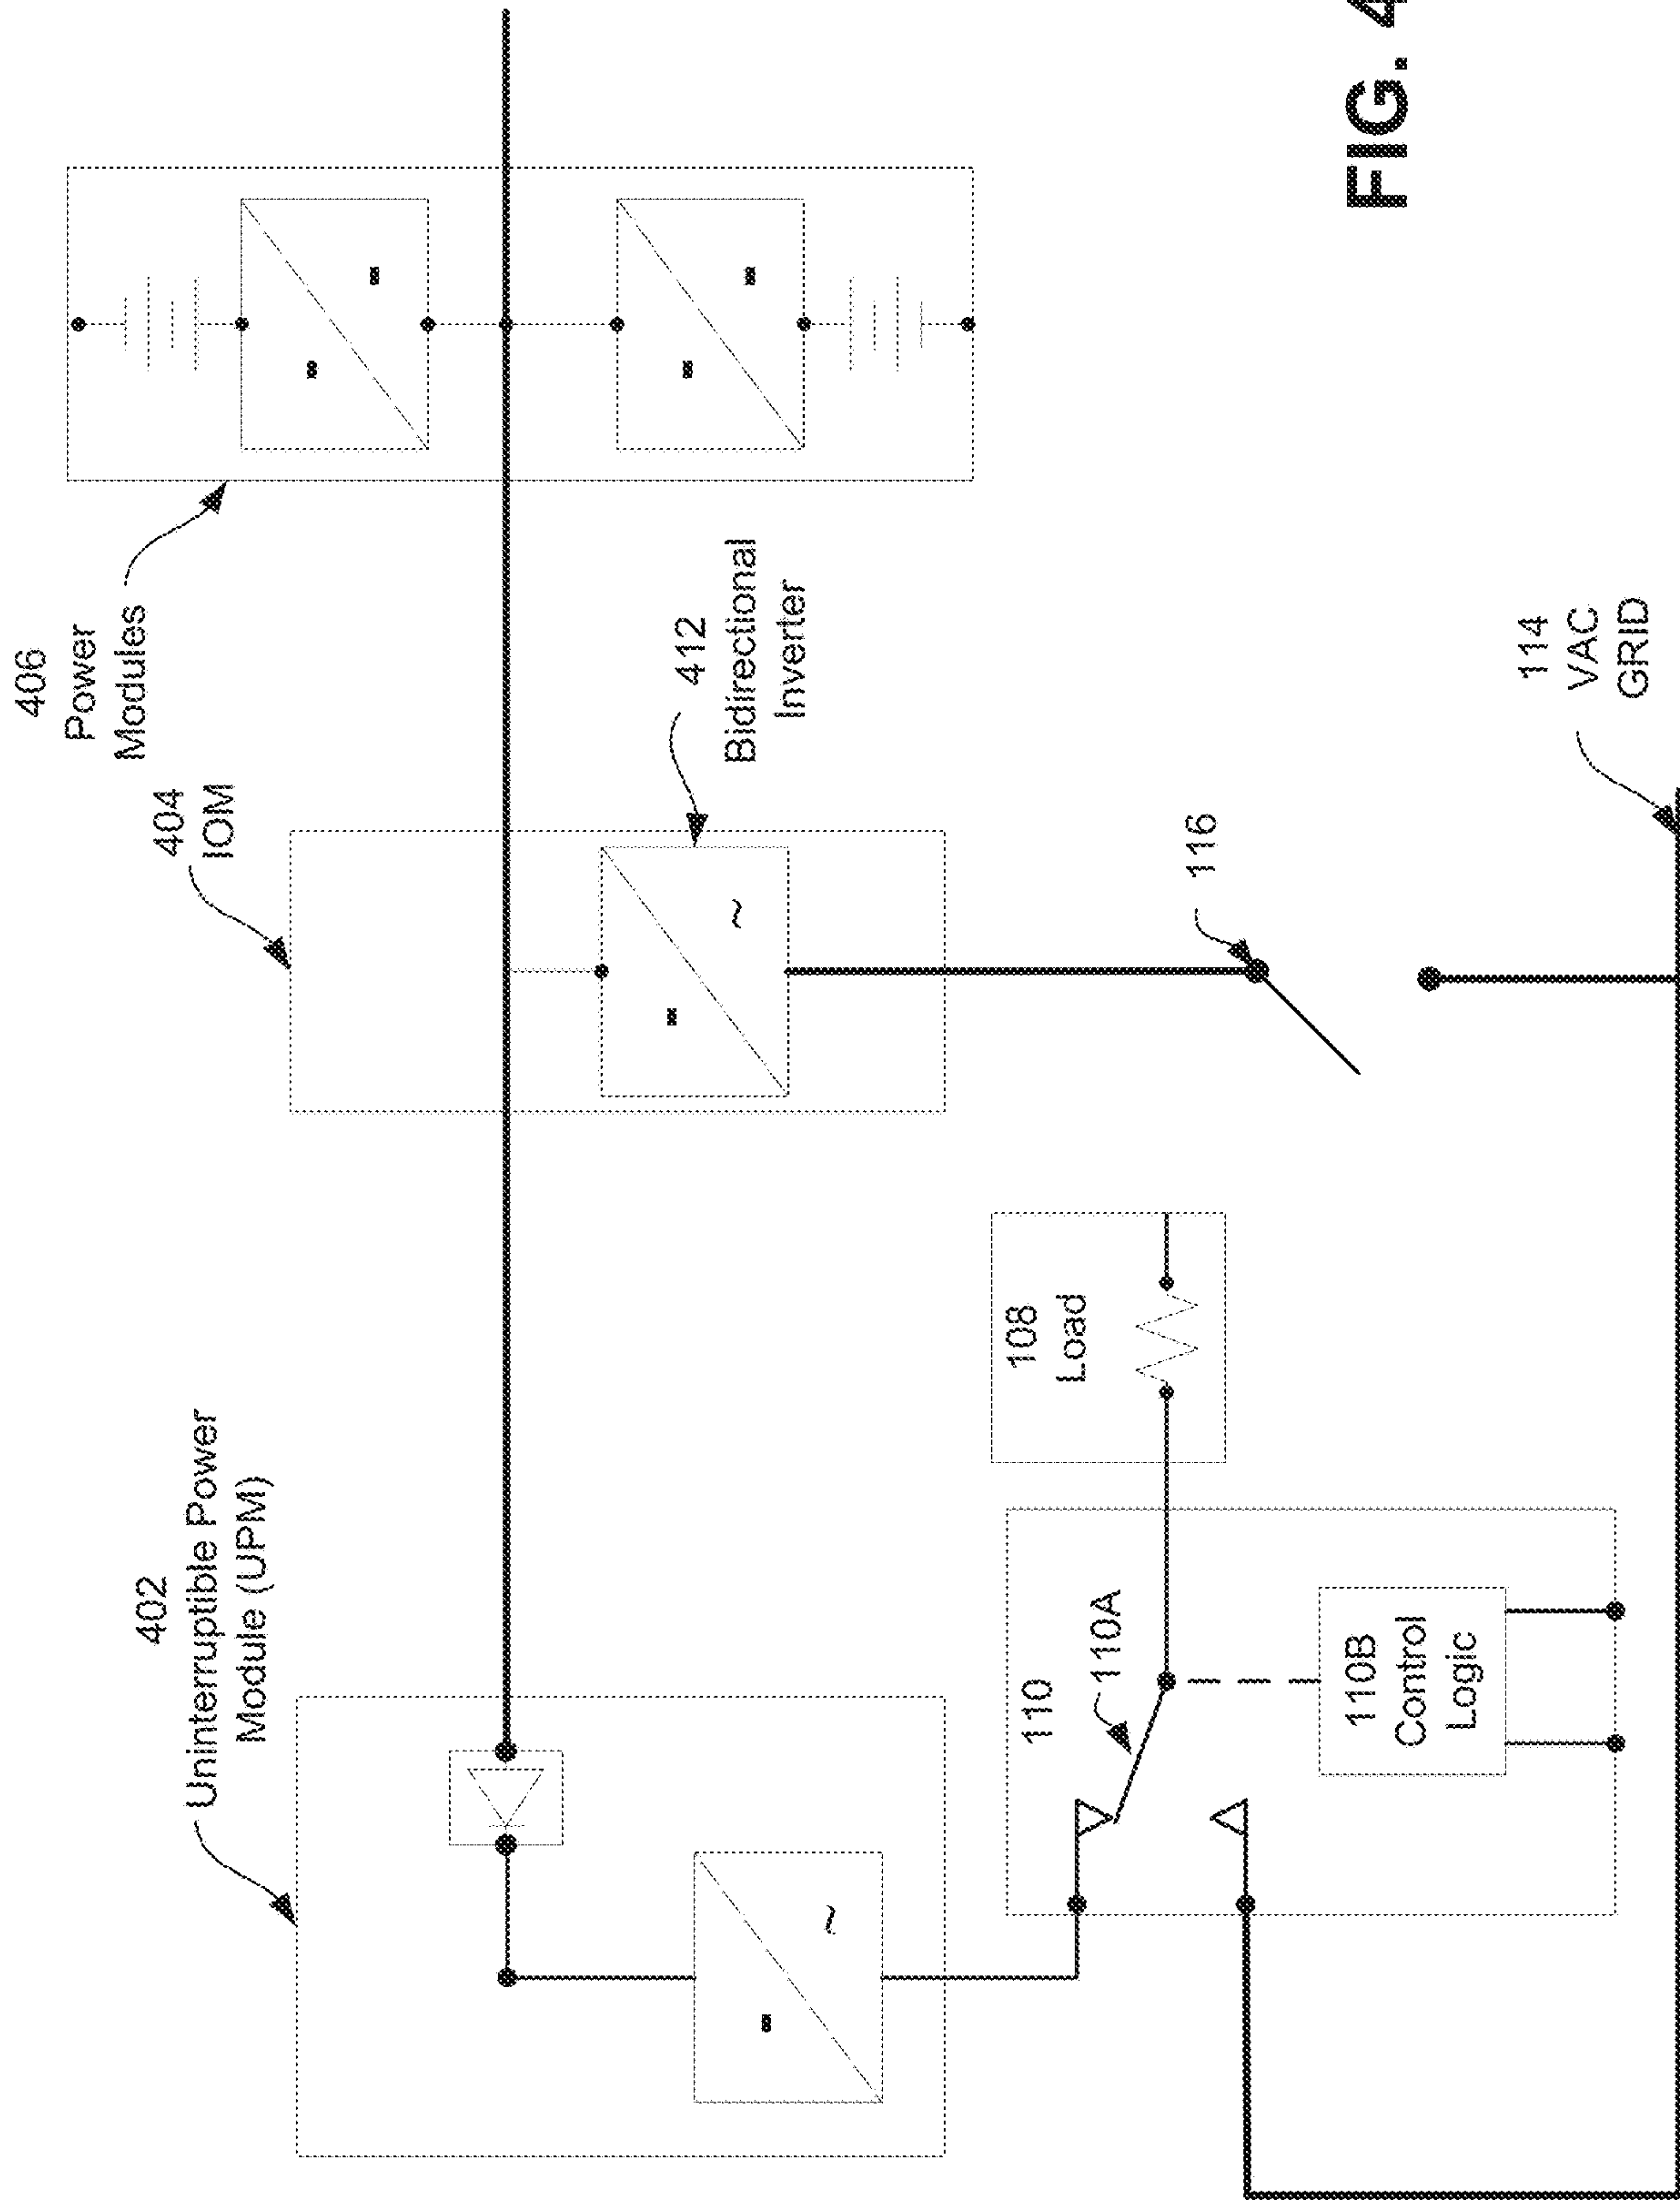 406
Power
Modules
404
IOM
412
Bidirectional
Inverter
402
Uninterruptible Power
Module (UPM)
116
114
VAC
GRID
108
Load
110
110A
110B
Control
Logic
FIG. 4